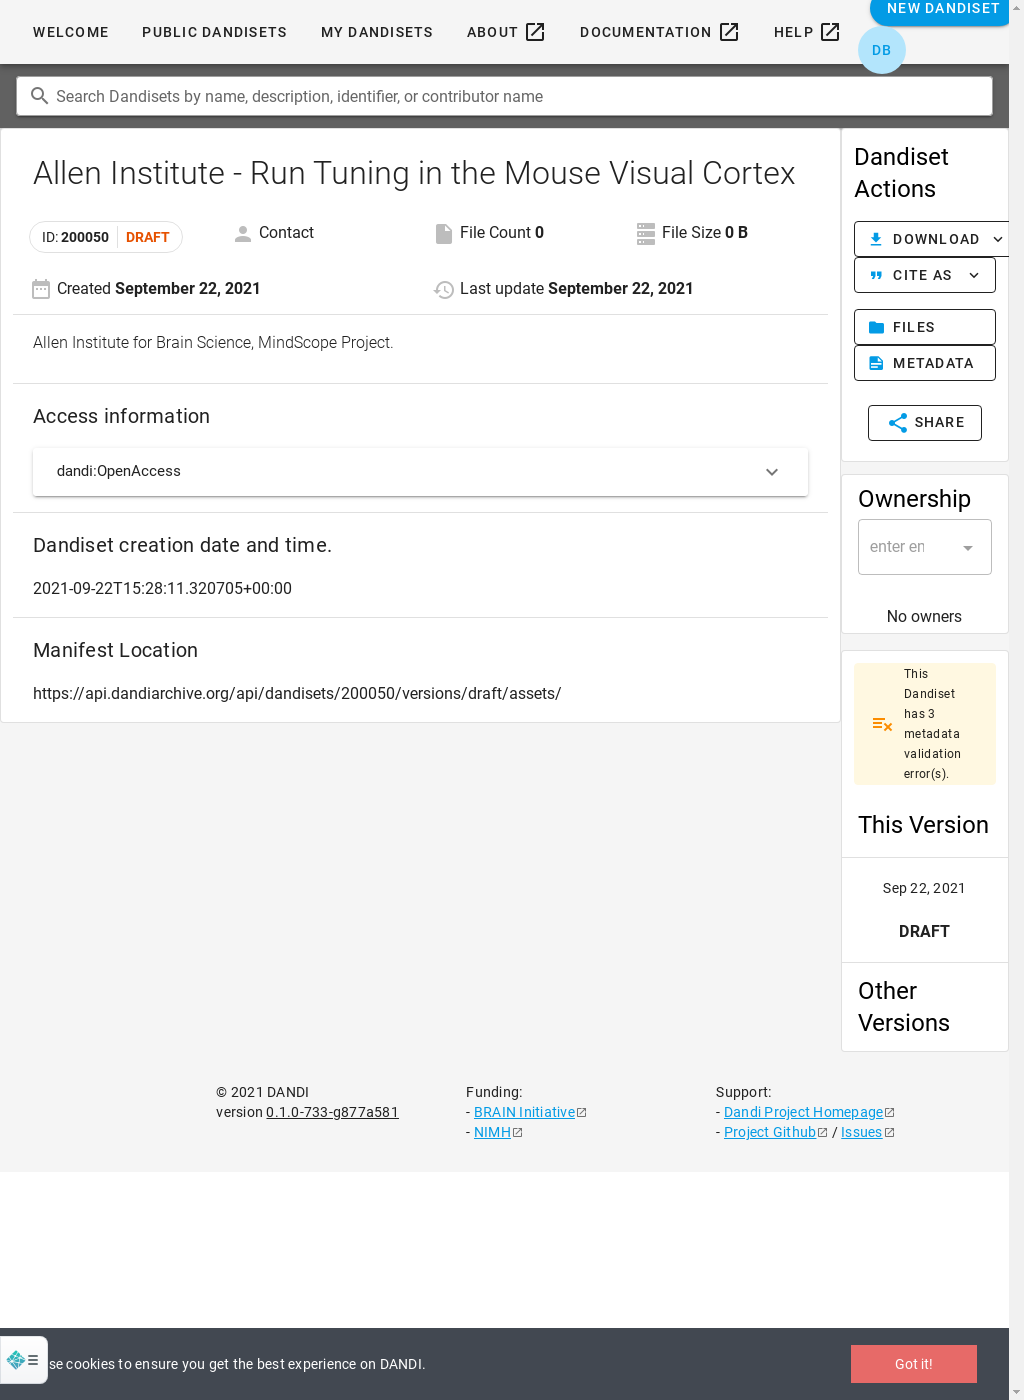 WELCOME PUBLIC DANDISETS MY DANDISETS ABOUT DOCUMENTATION HELP NEW DANDISET
DB
Search Dandisets by name, description, identifier, or contributor name
Allen Institute - Run Tuning in the Mouse Visual Cortex
ID: 200050 DRAFT Contact File Count 0 File Size 0 B
Created September 22, 2021 Last update September 22, 2021
Allen Institute for Brain Science, MindScope Project.
Access information
dandi:OpenAccess
Dandiset creation date and time.
2021-09-22T15:28:11.320705+00:00
Manifest Location
https://api.dandiarchive.org/api/dandisets/200050/versions/draft/assets/
Dandiset
Actions
DOWNLOAD
CITE AS
FILES
METADATA
SHARE
Ownership
enter en
No owners
This
Dandiset
has 3
metadata
validation
error(s).
This Version
Sep 22, 2021
DRAFT
Other
Versions
© 2021 DANDI
version 0.1.0-733-g877a581
Funding:
- BRAIN Initiative
- NIMH
Support:
- Dandi Project Homepage
- Project Github / Issues
se cookies to ensure you get the best experience on DANDI.
Got it!